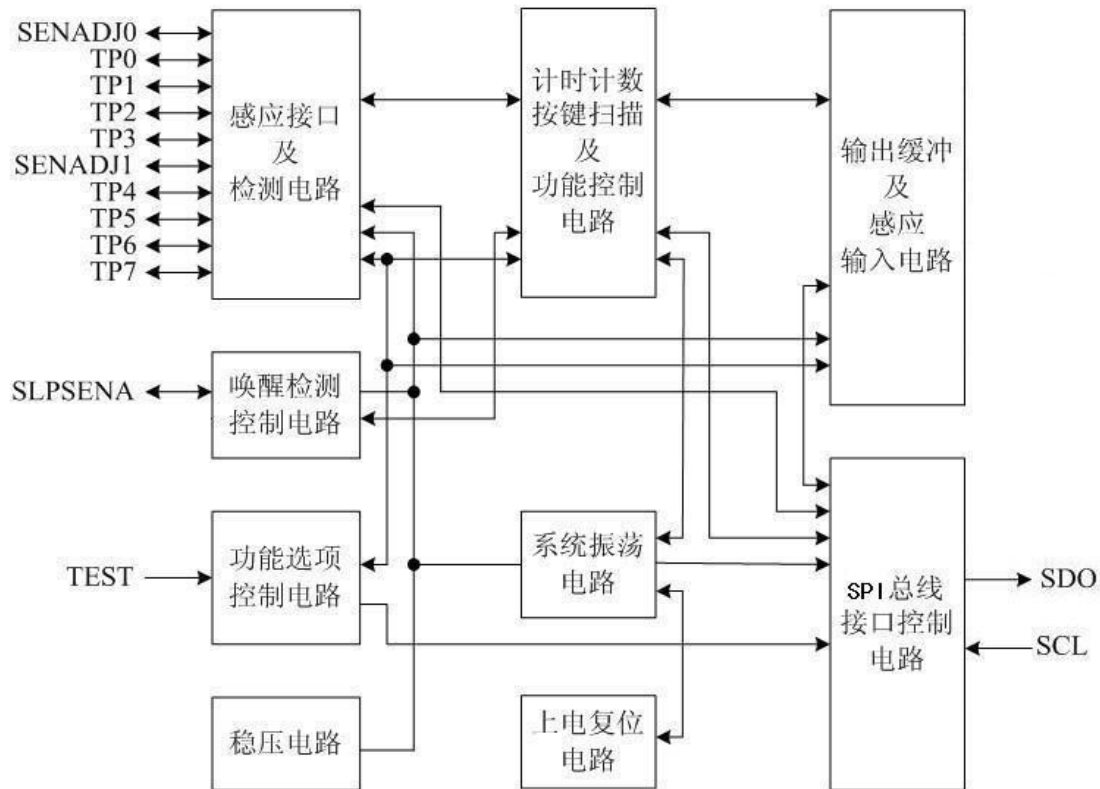 SENADJ0
TP0
TP1
TP2
TP3
SENADJ1
TP4
TP5
TP6
TP7
感应接口
及
检测电路
计时计数
按键扫描
及
功能控制
电路
输出缓冲
及
感应
输入电路
SLPSENA
唤醒检测
控制电路
TEST
功能选项
控制电路
系统振荡
电路
SPI总线
接口控制
电路
SDO
SCL
稳压电路
上电复位
电路